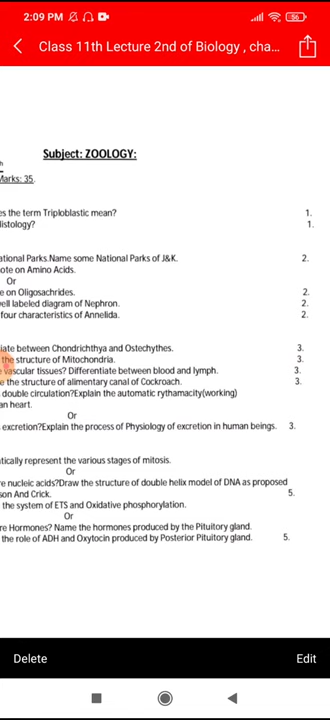 2:09 PM
Class 11th Lecture 2nd of Biology , cha...
Subject: ZOOLOGY:
h
Marks: 35.
es the term Triploblastic mean? 1.
Histology? 1.
ational Parks.Name some National Parks of J&K. 2.
ote on Amino Acids.
Or
e on Oligosachrides. 2.
ell labeled diagram of Nephron. 2.
four characteristics of Annelida. 2.
iate between Chondrichthya and Ostechythes. 3.
the structure of Mitochondria. 3.
e vascular tissues? Differentiate between blood and lymph. 3.
e the structure of alimentary canal of Cockroach. 3.
double circulation?Explain the automatic rythamacity(working)
an heart.
Or
excretion?Explain the process of Physiology of excretion in human beings. 3.
tically represent the various stages of mitosis.
Or
re nucleic acids?Draw the structure of double helix model of DNA as proposed
son And Crick. 5.
the system of ETS and Oxidative phosphorylation.
Or
re Hormones? Name the hormones produced by the Pituitory gland.
the role of ADH and Oxytocin produced by Posterior Pituitory gland. 5.
Delete
Edit